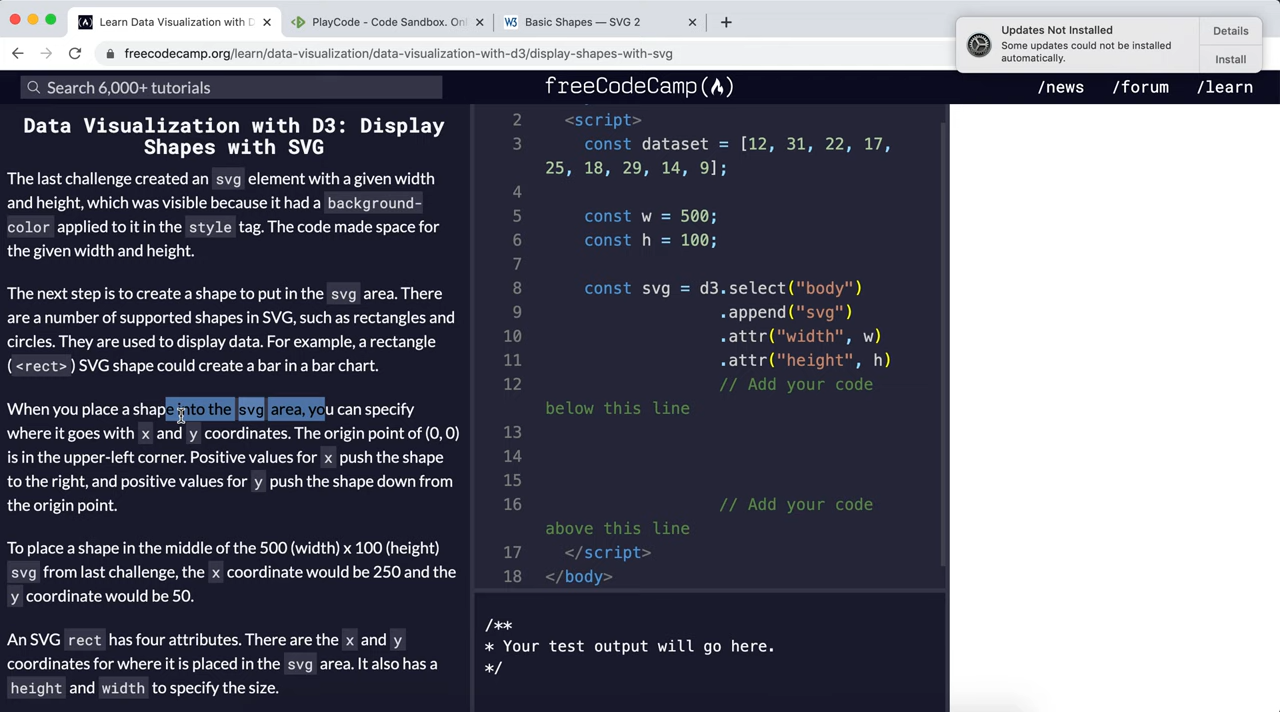 Learn Data Visualization with D
PlayCode - Code Sandbox. Onl
Basic Shapes — SVG 2
freecodecamp.org/learn/data-visualization/data-visualization-with-d3/display-shapes-with-svg
Updates Not Installed
Some updates could not be installed
automatically.
Details
Install
Search 6,000+ tutorials
freeCodeCamp
/news
/forum
/learn
Data Visualization with D3: Display
Shapes with SVG
The last challenge created an svg element with a given width
and height, which was visible because it had a background-
color applied to it in the style tag. The code made space for
the given width and height.
The next step is to create a shape to put in the svg area. There
are a number of supported shapes in SVG, such as rectangles and
circles. They are used to display data. For example, a rectangle
(<rect>) SVG shape could create a bar in a bar chart.
When you place a shape into the svg area, you can specify
where it goes with x and y coordinates. The origin point of (0, 0)
is in the upper-left corner. Positive values for x push the shape
to the right, and positive values for y push the shape down from
the origin point.
To place a shape in the middle of the 500 (width) x 100 (height)
svg from last challenge, the x coordinate would be 250 and the
y coordinate would be 50.
An SVG rect has four attributes. There are the x and y
coordinates for where it is placed in the svg area. It also has a
height and width to specify the size.
2 <script>
3 const dataset = [12, 31, 22, 17,
25, 18, 29, 14, 9];
4
5 const w = 500;
6 const h = 100;
7
8 const svg = d3.select("body")
9 .append("svg")
10 .attr("width", w)
11 .attr("height", h)
12 // Add your code
below this line
13
14
15
16 // Add your code
above this line
17 </script>
18 </body>
/**
* Your test output will go here.
*/